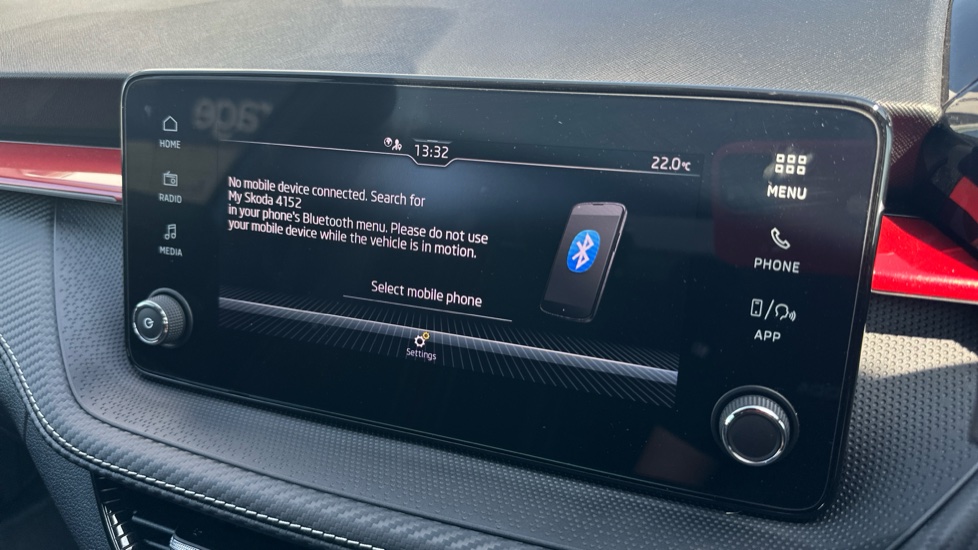 HOME
RADIO
MEDIA
13:32
22.0°C
No mobile device connected. Search for
My Skoda 4152
in your phone's Bluetooth menu. Please do not use
your mobile device while the vehicle is in motion.
Select mobile phone
Settings
MENU
PHONE
APP